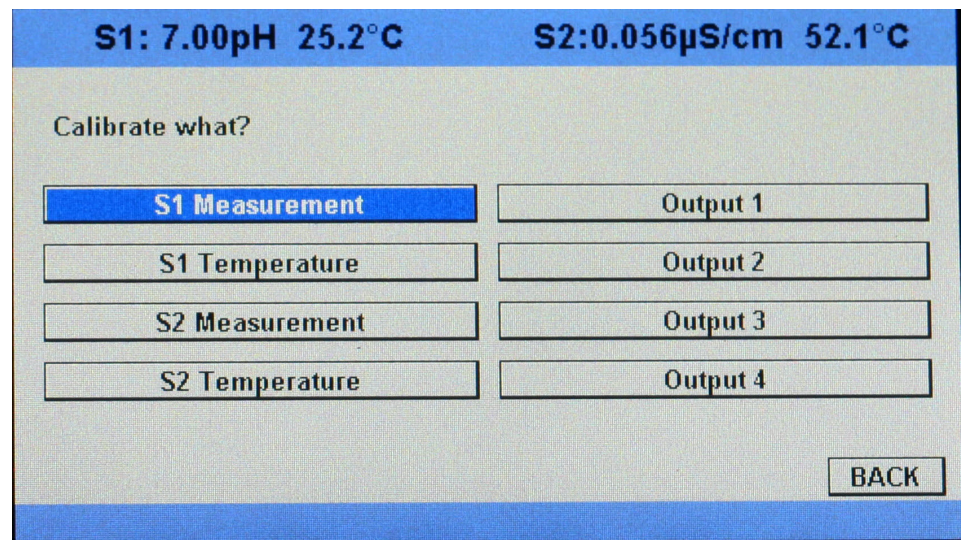 S1: 7.00pH 25.2°C S2:0.056µS/cm 52.1°C
Calibrate what?
S1 Measurement Output 1
S1 Temperature Output 2
S2 Measurement Output 3
S2 Temperature Output 4
BACK